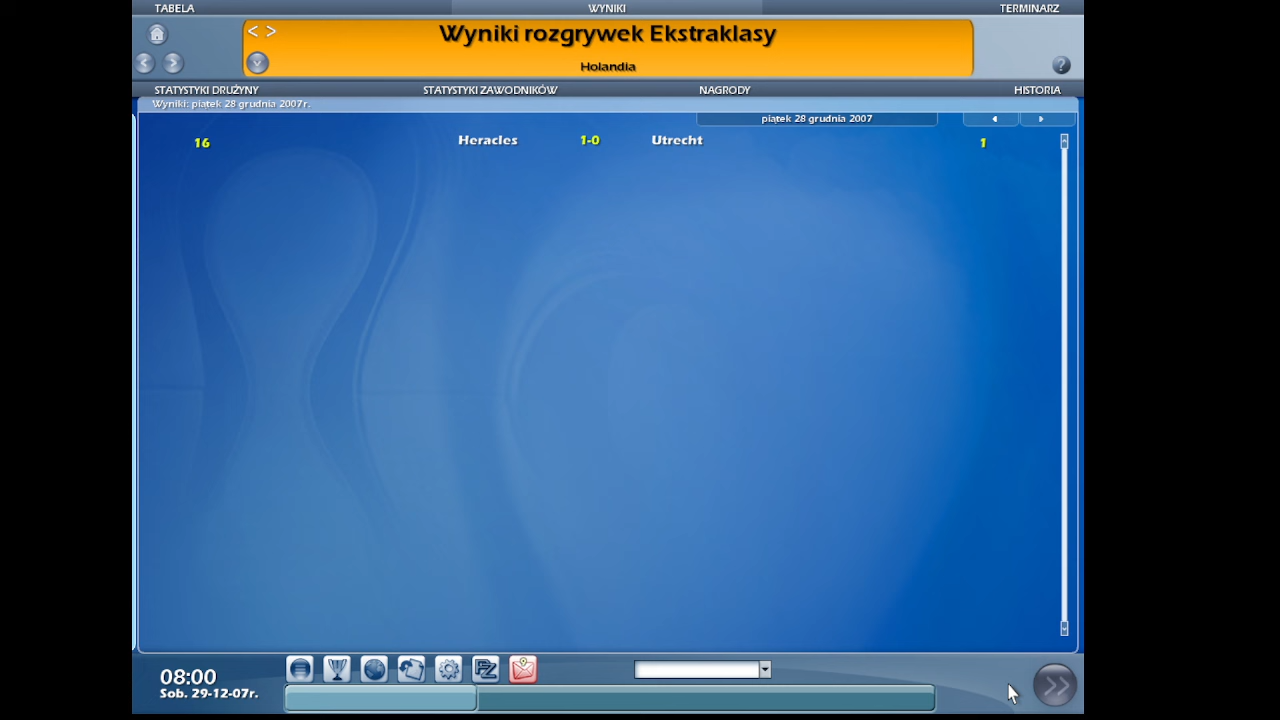 TABELA WYNIKI TERMINARZ
< > Wyniki rozgrywek Ekstraklasy
Holandia
?
STATYSTYKI DRUŻYNY STATYSTYKI ZAWODNIKÓW NAGRODY HISTORIA
Wyniki: piątek 28 grudnia 2007r.
piątek 28 grudnia 2007
16 Heracles 1-0 Utrecht 1
08:00
Sob. 29-12-07r.